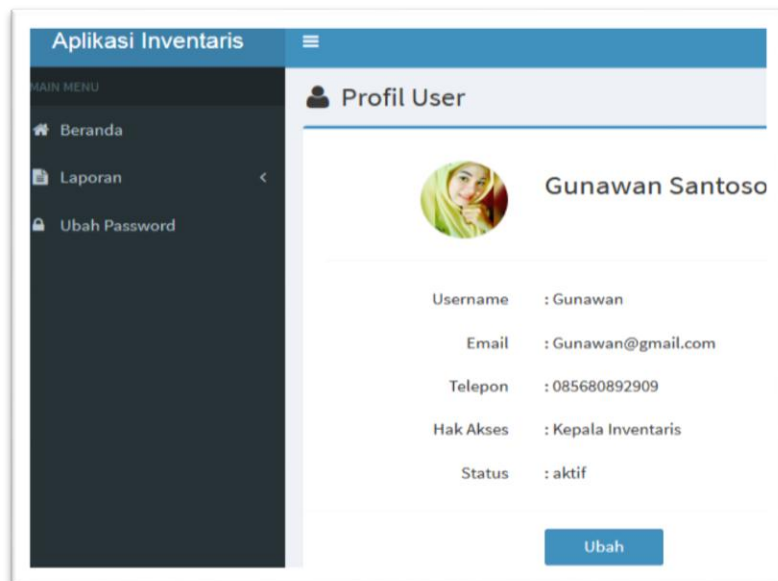 Aplikasi Inventaris
MAIN MENU
Beranda
Laporan
Ubah Password
Profil User
Gunawan Santoso
Username : Gunawan
Email : Gunawan@gmail.com
Telepon : 085680892909
Hak Akses : Kepala Inventaris
Status : aktif
Ubah